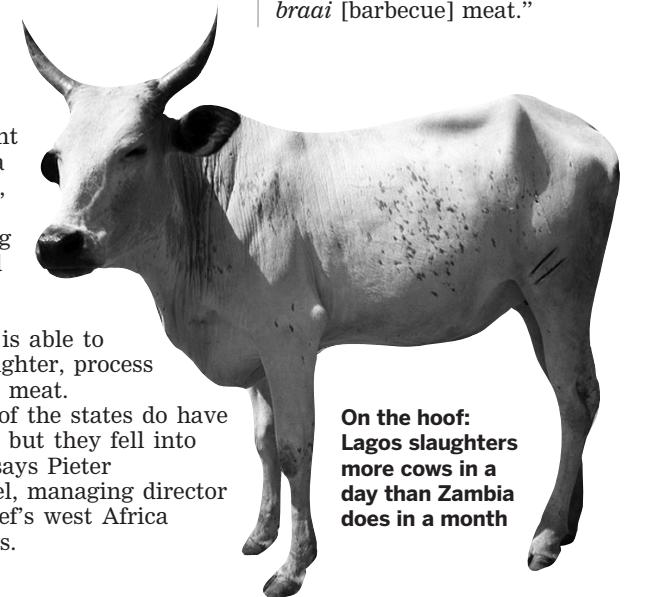 braai [barbecue] meat.”
nt
a
,
g
l
is able to
ghter, process
meat.
of the states do have
but they fell into
says Pieter
el, managing director
ef’s west Africa
s.
On the hoof:
Lagos slaughters
more cows in a
day than Zambia
does in a month